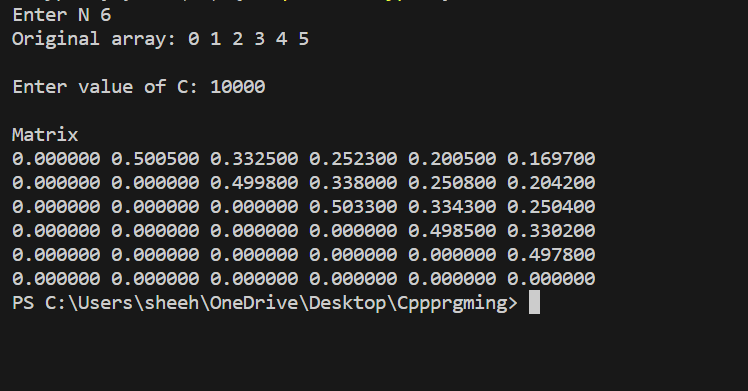 Enter N 6
Original array: 0 1 2 3 4 5
Enter value of C: 10000
Matrix
0.000000 0.500500 0.332500 0.252300 0.200500 0.169700
0.000000 0.000000 0.499800 0.338000 0.250800 0.204200
0.000000 0.000000 0.000000 0.503300 0.334300 0.250400
0.000000 0.000000 0.000000 0.000000 0.498500 0.330200
0.000000 0.000000 0.000000 0.000000 0.000000 0.497800
0.000000 0.000000 0.000000 0.000000 0.000000 0.000000
PS C:\Users\sheeh\OneDrive\Desktop\Cppprgming>